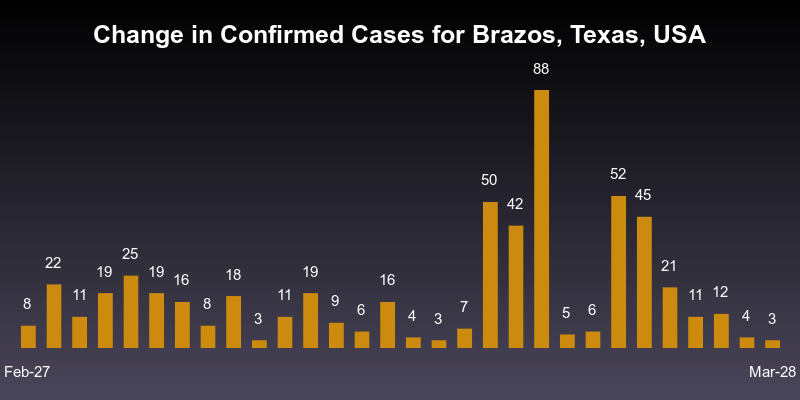 Change in Confirmed Cases for Brazos, Texas, USA
8 22 11 19 25 19 16 8 18 3 11 19 9 6 16 4 3 7 50 42 88 5 6 52 45 21 11 12 4 3
Feb-27 Mar-28